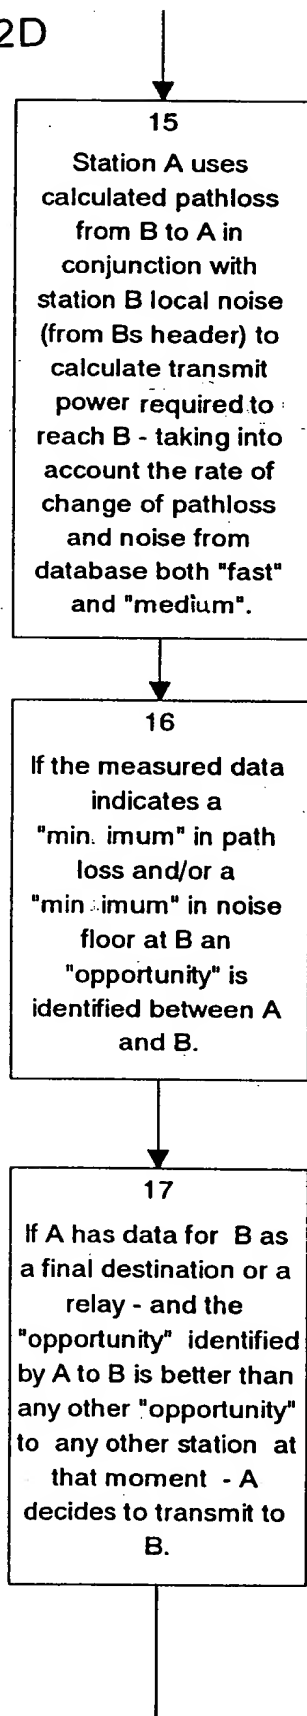 2D
15
Station A uses
calculated pathloss
from B to A in
conjunction with
station B local noise
(from Bs header) to
calculate transmit
power required to
reach B - taking into
account the rate of
change of pathloss
and noise from
database both "fast"
and "medium".
16
If the measured data
indicates a
"min. imum" in path
loss and/or a
"min imum" in noise
floor at B an
"opportunity" is
identified between A
and B.
17
If A has data for B as
a final destination or a
relay - and the
"opportunity" identified
by A to B is better than
any other "opportunity"
to any other station at
that moment - A
decides to transmit to
B.